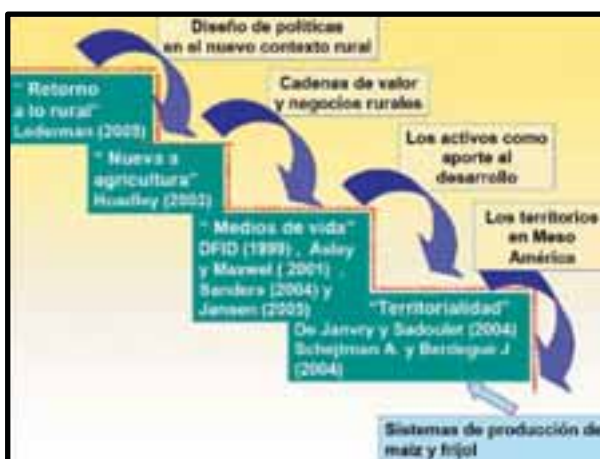 Diseño de políticas
en el nuevo contexto rural
" Retorno
a lo rural"
Lederman (2005)
Cadenas de valor
y negocios rurales
" Nueva a
agricultura"
(2003)
Los activos como
aporte al
desarrollo
" Medios de vida"
DFID (1999) , Asley
y Maxwel ( 2001) ,
Sanders (2004) y
Jansen (2005)
Los territorios
en Meso
América
"Territorialidad"
De Janvry y Sadoulet (2004)
Schejtman A. y Berdegue J
(2004)
Sistemas de producción de
maiz y frijol